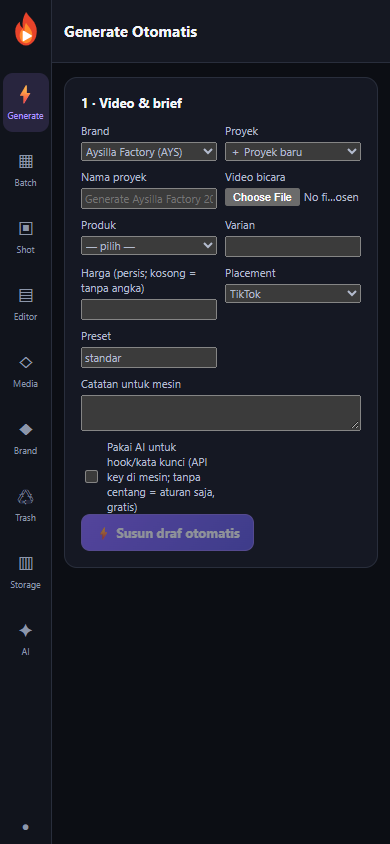 Generate Otomatis
Generate
Batch
Shot
Editor
Media
Brand
Trash
Storage
AI
1 · Video & brief
Brand
Proyek
Aysilla Factory (AYS)
+ Proyek baru
Nama proyek
Video bicara
Generate Aysilla Factory 20
Choose File No fi...osen
Produk
Varian
— pilih —
Harga (persis; kosong =
tanpa angka)
Placement
TikTok
Preset
standar
Catatan untuk mesin
Pakai AI untuk
hook/kata kunci (API
key di mesin; tanpa
centang = aturan saja,
gratis)
Susun draf otomatis